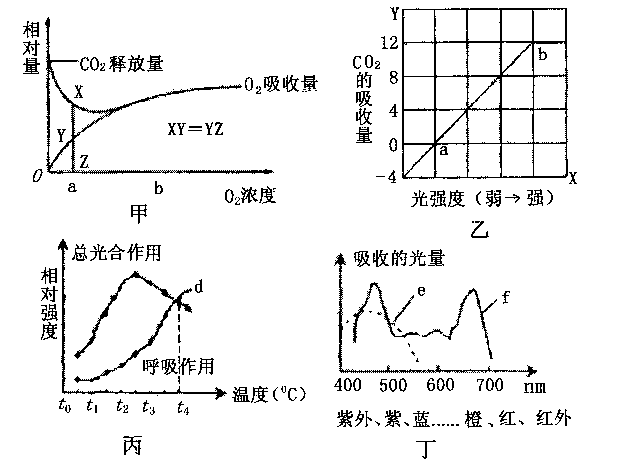 相对量
CO2释放量
O2吸收量
X
Y
Z
XY=YZ
O
a
b
O2浓度
甲
Y
CO2的吸收量
12
8
4
0
-4
a
b
X
光强度（弱→强）
乙
总光合作用
相对强度
d
呼吸作用
t0 t1 t2 t3 t4 温度(℃)
丙
吸收的光量
e
f
400 500 600 700 nm
紫外、紫、蓝……橙、红、红外
丁